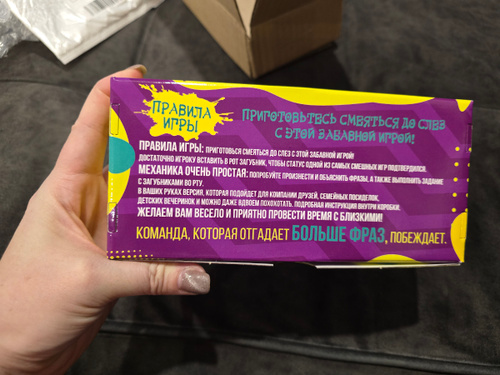 ПРАВИЛА
ИГРЫ
ПРИГОТОВЬТЕСЬ СМЕЯТЬСЯ ДО СЛЕЗ
С ЭТОЙ ЗАБАВНОЙ ИГРОЙ!
ПРАВИЛА ИГРЫ: ПРИГОТОВЬСЯ СМЕЯТЬСЯ ДО СЛЕЗ С ЭТОЙ ЗАБАВНОЙ ИГРОЙ!
ДОСТАТОЧНО ИГРОКУ ВСТАВИТЬ В РОТ ЗАГУБНИК, ЧТОБЫ СТАТУС ОДНОЙ ИЗ САМЫХ СМЕШНЫХ ИГР ПОДТВЕРДИЛСЯ.
МЕХАНИКА ОЧЕНЬ ПРОСТАЯ: ПОПРОБУЙТЕ ПРОИЗНЕСТИ И ОБЪЯСНИТЬ ФРАЗЫ, А ТАКЖЕ ВЫПОЛНИТЬ ЗАДАНИЕ
С ЗАГУБНИКАМИ ВО РТУ.
В ВАШИХ РУКАХ ВЕРСИЯ, КОТОРАЯ ПОДОЙДЕТ ДЛЯ КОМПАНИИ ДРУЗЕЙ, СЕМЕЙНЫХ ПОСИДЕЛОК,
ДЕТСКИХ ВЕЧЕРИНОК И МОЖНО ДАЖЕ ВДВОЕМ ПОХОХОТАТЬ. ПОДРОБНАЯ ИНСТРУКЦИЯ ВНУТРИ КОРОБКИ.
ЖЕЛАЕМ ВАМ ВЕСЕЛО И ПРИЯТНО ПРОВЕСТИ ВРЕМЯ С БЛИЗКИМИ!
КОМАНДА, КОТОРАЯ ОТГАДАЕТ БОЛЬШЕ ФРАЗ, ПОБЕЖДАЕТ.